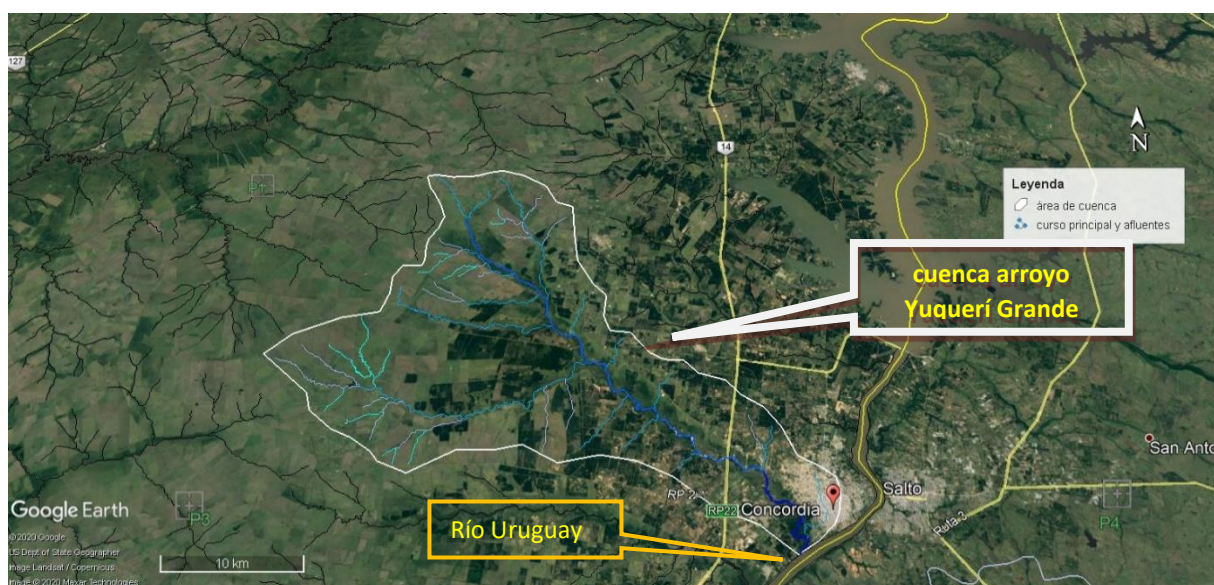 127
P1
14
N
Leyenda
área de cuenca
curso principal y afluentes
cuenca arroyo
Yuquerí Grande
San Anto
Salto
RP 2
RP22 Concordia
Google Earth
P3
Ruta-3
P4
Río Uruguay
©2020 Google
US Dept of State Geographer
Image Landsat / Copernicus
Image © 2020 Maxar Technologies
10 km